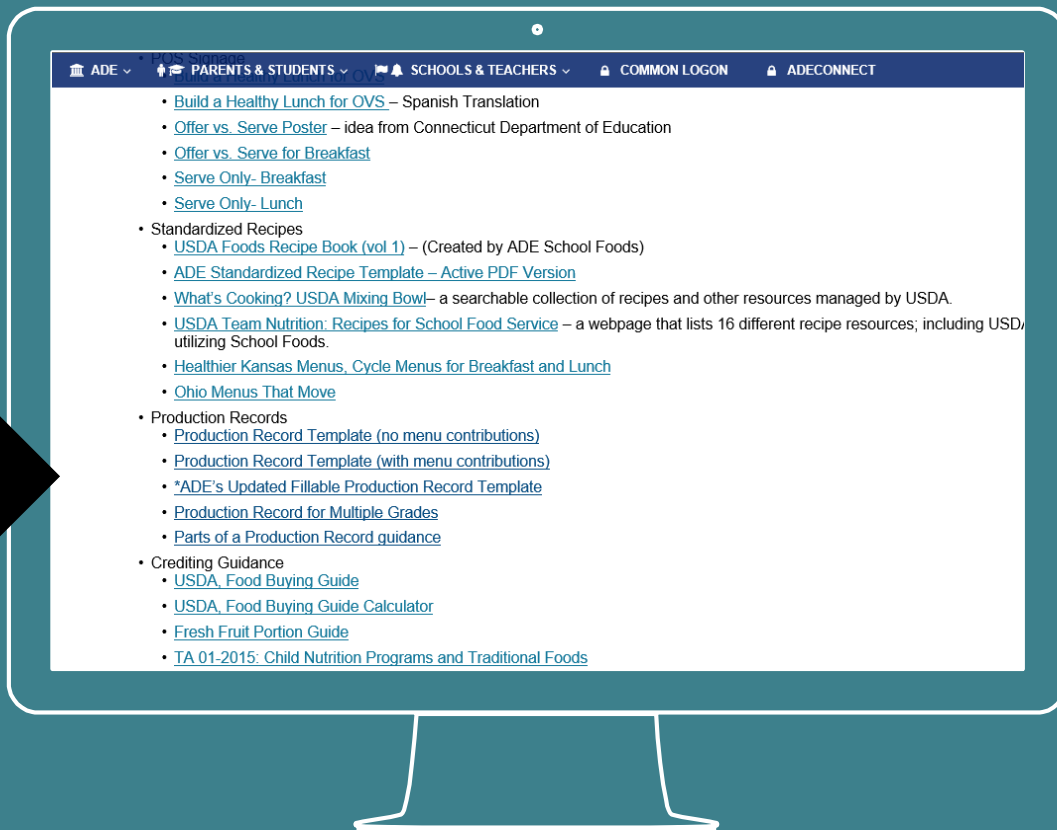 POS Signage
ADE PARENTS & STUDENTS SCHOOLS & TEACHERS COMMON LOGON ADECONNECT
Build a Healthy Lunch for OVS
Build a Healthy Lunch for OVS – Spanish Translation
Offer vs. Serve Poster – idea from Connecticut Department of Education
Offer vs. Serve for Breakfast
Serve Only- Breakfast
Serve Only- Lunch
Standardized Recipes
USDA Foods Recipe Book (vol 1) – (Created by ADE School Foods)
ADE Standardized Recipe Template – Active PDF Version
What's Cooking? USDA Mixing Bowl– a searchable collection of recipes and other resources managed by USDA.
USDA Team Nutrition: Recipes for School Food Service – a webpage that lists 16 different recipe resources; including USDA
utilizing School Foods.
Healthier Kansas Menus, Cycle Menus for Breakfast and Lunch
Ohio Menus That Move
Production Records
Production Record Template (no menu contributions)
Production Record Template (with menu contributions)
*ADE's Updated Fillable Production Record Template
Production Record for Multiple Grades
Parts of a Production Record guidance
Crediting Guidance
USDA, Food Buying Guide
USDA, Food Buying Guide Calculator
Fresh Fruit Portion Guide
TA 01-2015: Child Nutrition Programs and Traditional Foods